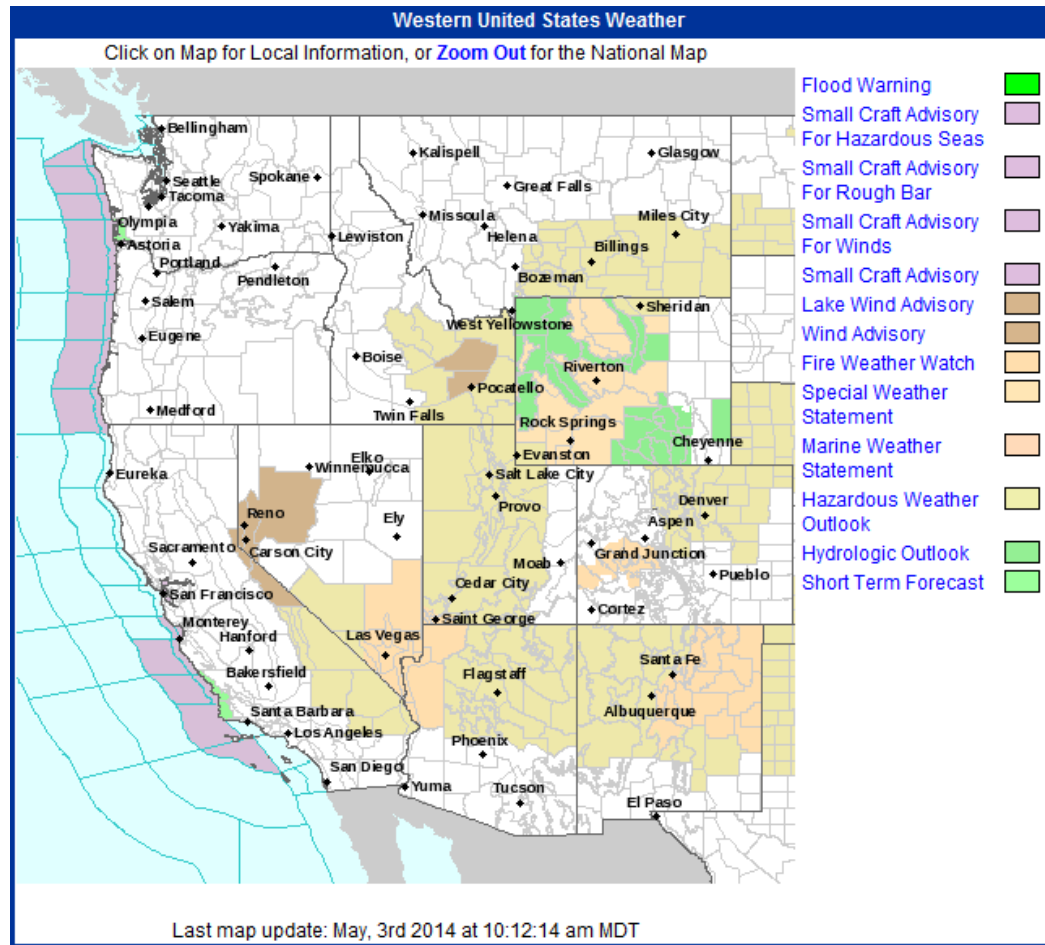 Western United States Weather
Click on Map for Local Information, or Zoom Out for the National Map
Bellingham
Seattle
Tacoma
Spokane
Olympia
Astoria
Yakima
Lewiston
Portland
Pendleton
Salem
Eugene
Medford
Kalispell
Glasgow
Great Falls
Missoula
Helena
Miles City
Billings
Bozeman
West Yellowstone
Sheridan
Boise
Pocatello
Twin Falls
Riverton
Rock Springs
Evanston
Cheyenne
Eureka
Elko
Winnemucca
Ely
Reno
Carson City
Sacramento
San Francisco
Monterey
Hanford
Bakersfield
Las Vegas
Santa Barbara
Los Angeles
San Diego
Salt Lake City
Provo
Moab
Cedar City
Saint George
Denver
Aspen
Grand Junction
Pueblo
Cortez
Flagstaff
Phoenix
Yuma
Tucson
Santa Fe
Albuquerque
El Paso
Flood Warning
Small Craft Advisory
For Hazardous Seas
Small Craft Advisory
For Rough Bar
Small Craft Advisory
For Winds
Small Craft Advisory
Lake Wind Advisory
Wind Advisory
Fire Weather Watch
Special Weather
Statement
Marine Weather
Statement
Hazardous Weather
Outlook
Hydrologic Outlook
Short Term Forecast
Last map update: May, 3rd 2014 at 10:12:14 am MDT